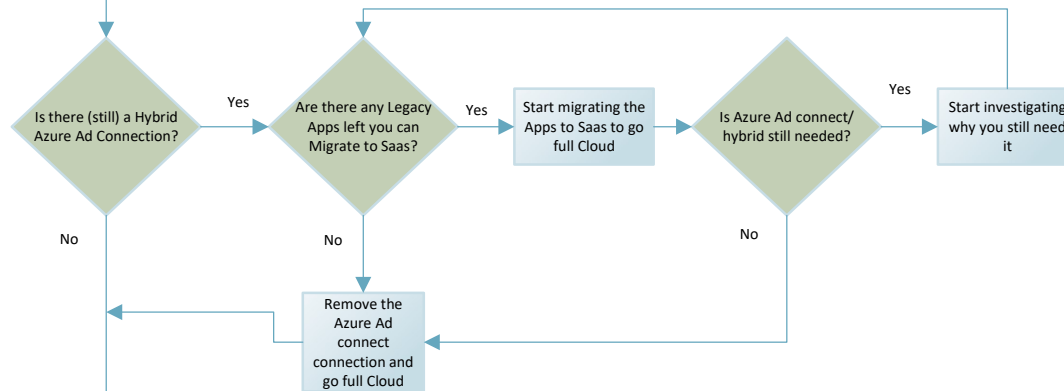 Is there (still) a Hybrid
Azure Ad Connection?
Yes
Are there any Legacy
Apps left you can
Migrate to Saas?
Yes
Start migrating the
Apps to Saas to go
full Cloud
Is Azure Ad connect/
hybrid still needed?
Yes
Start investigating
why you still need
it
No
No
No
Remove the
Azure Ad
connect
connection and
go full Cloud